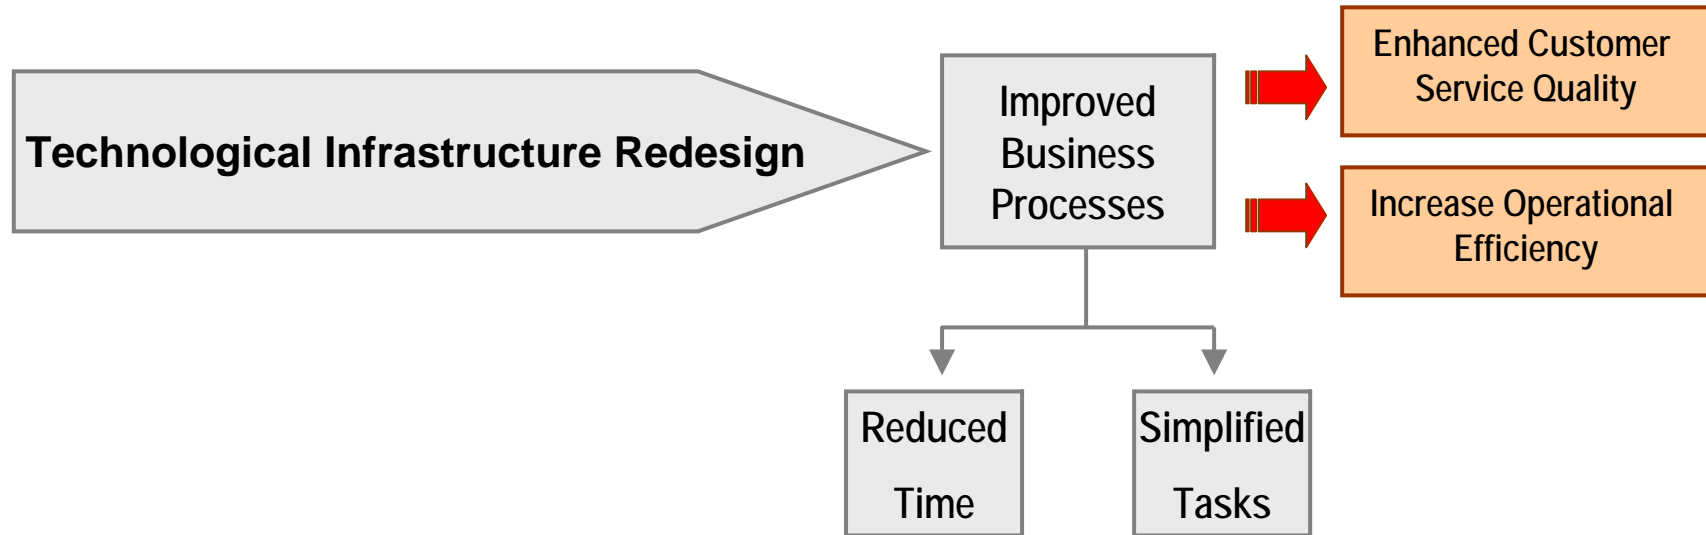 Technological Infrastructure Redesign
Improved
Business
Processes
Enhanced Customer
Service Quality
Increase Operational
Efficiency
Reduced
Time
Simplified
Tasks